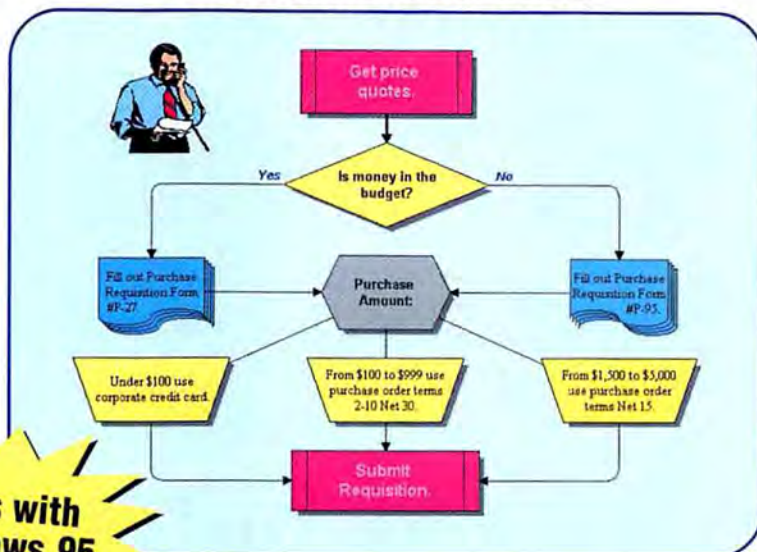 Get price
quotes.
Is money in the
budget?
Yes
No
Fill out Purchase
Requisition Form
#P-27
Purchase
Amount:
Fill out Purchase
Requisition Form
#P-95.
Under $100 use
corporate credit card.
From $100 to $999 use
purchase order terms
2-10 Net 30.
From $1,500 to $5,000
use purchase order
terms Net 15.
Submit
Requisition.
with
95